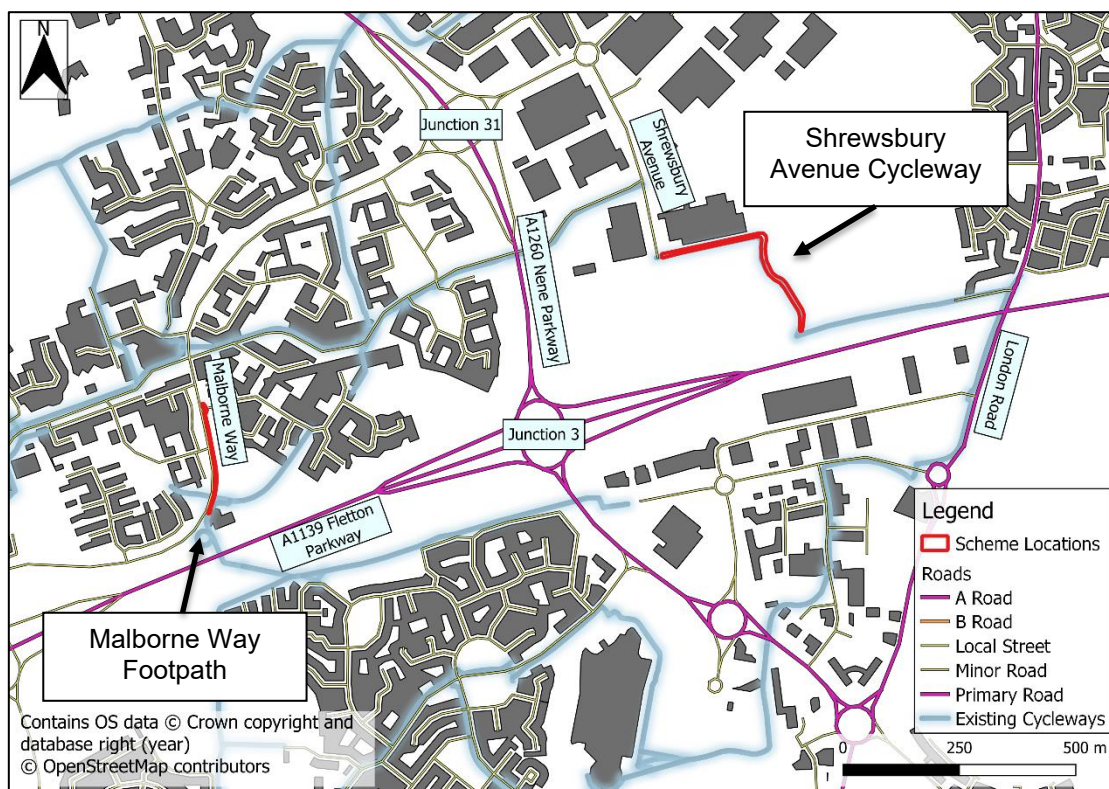 N
Junction 31
Shrewsbury
Avenue
Shrewsbury
Avenue Cycleway
A1260 Nene Parkway
Malborne Way
Junction 3
London Road
A1139 Fletton
Parkway
Malborne Way
Footpath
Legend
Scheme Locations
Roads
A Road
B Road
Local Street
Minor Road
Primary Road
Existing Cycleways
0
250
500 m
Contains OS data © Crown copyright and
database right (year)
© OpenStreetMap contributors